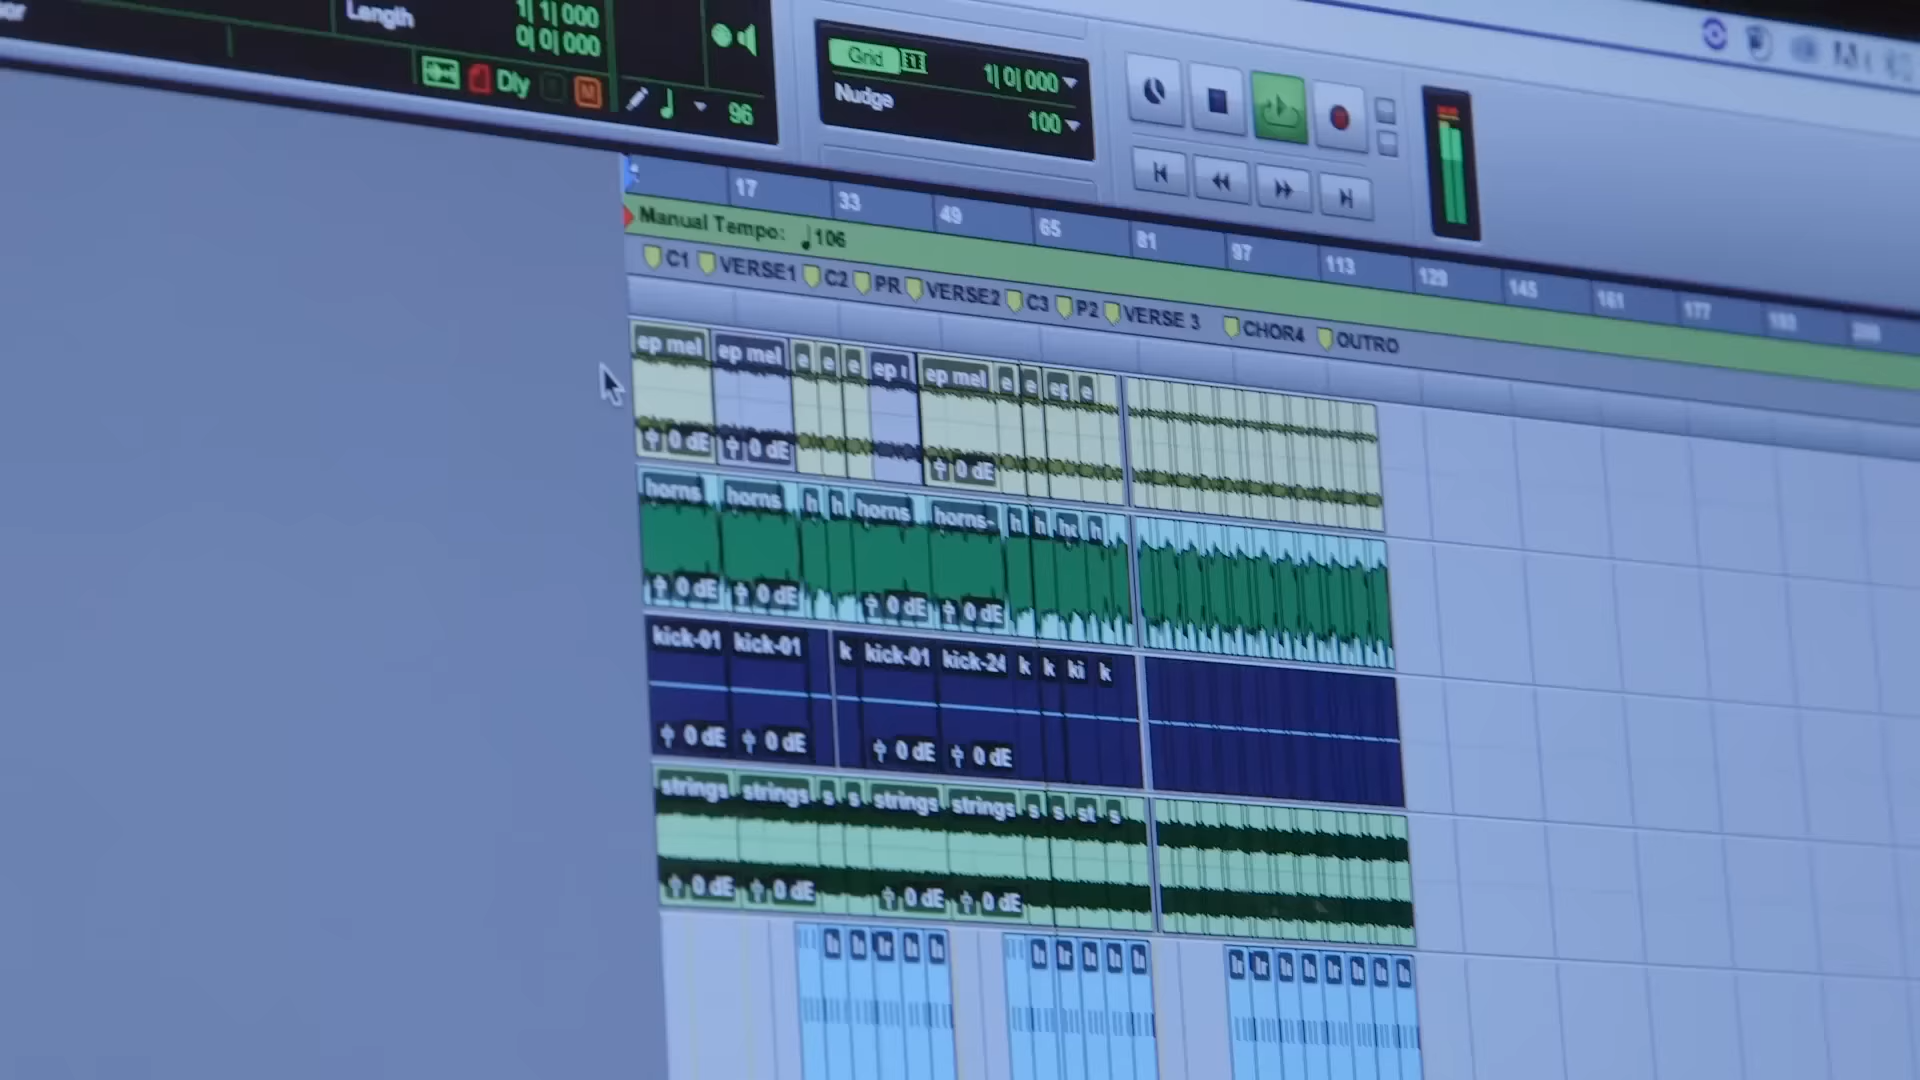 Length
1| 1| 000
0| 0| 000
Dly
M
96
Grid
1| 0| 000
Nudge
100
17 33 49 65 81 97 113 129 145 161 177
Manual Tempo: ♩106
C1 VERSE1 C2 PR VERSE2 C3 P2 VERSE 3 CHOR4 OUTRO
ep mel ep mel e e e ep ep mel e e e
0 dE 0 dE 0 dE
horns horns h h horns horns- h h h
0 dE 0 dE 0 dE 0 dE
kick-01 kick-01 k kick-01 kick-24 k k ki k
0 dE 0 dE 0 dE 0 dE
strings strings s s strings strings s s st s
0 dE 0 dE 0 dE 0 dE